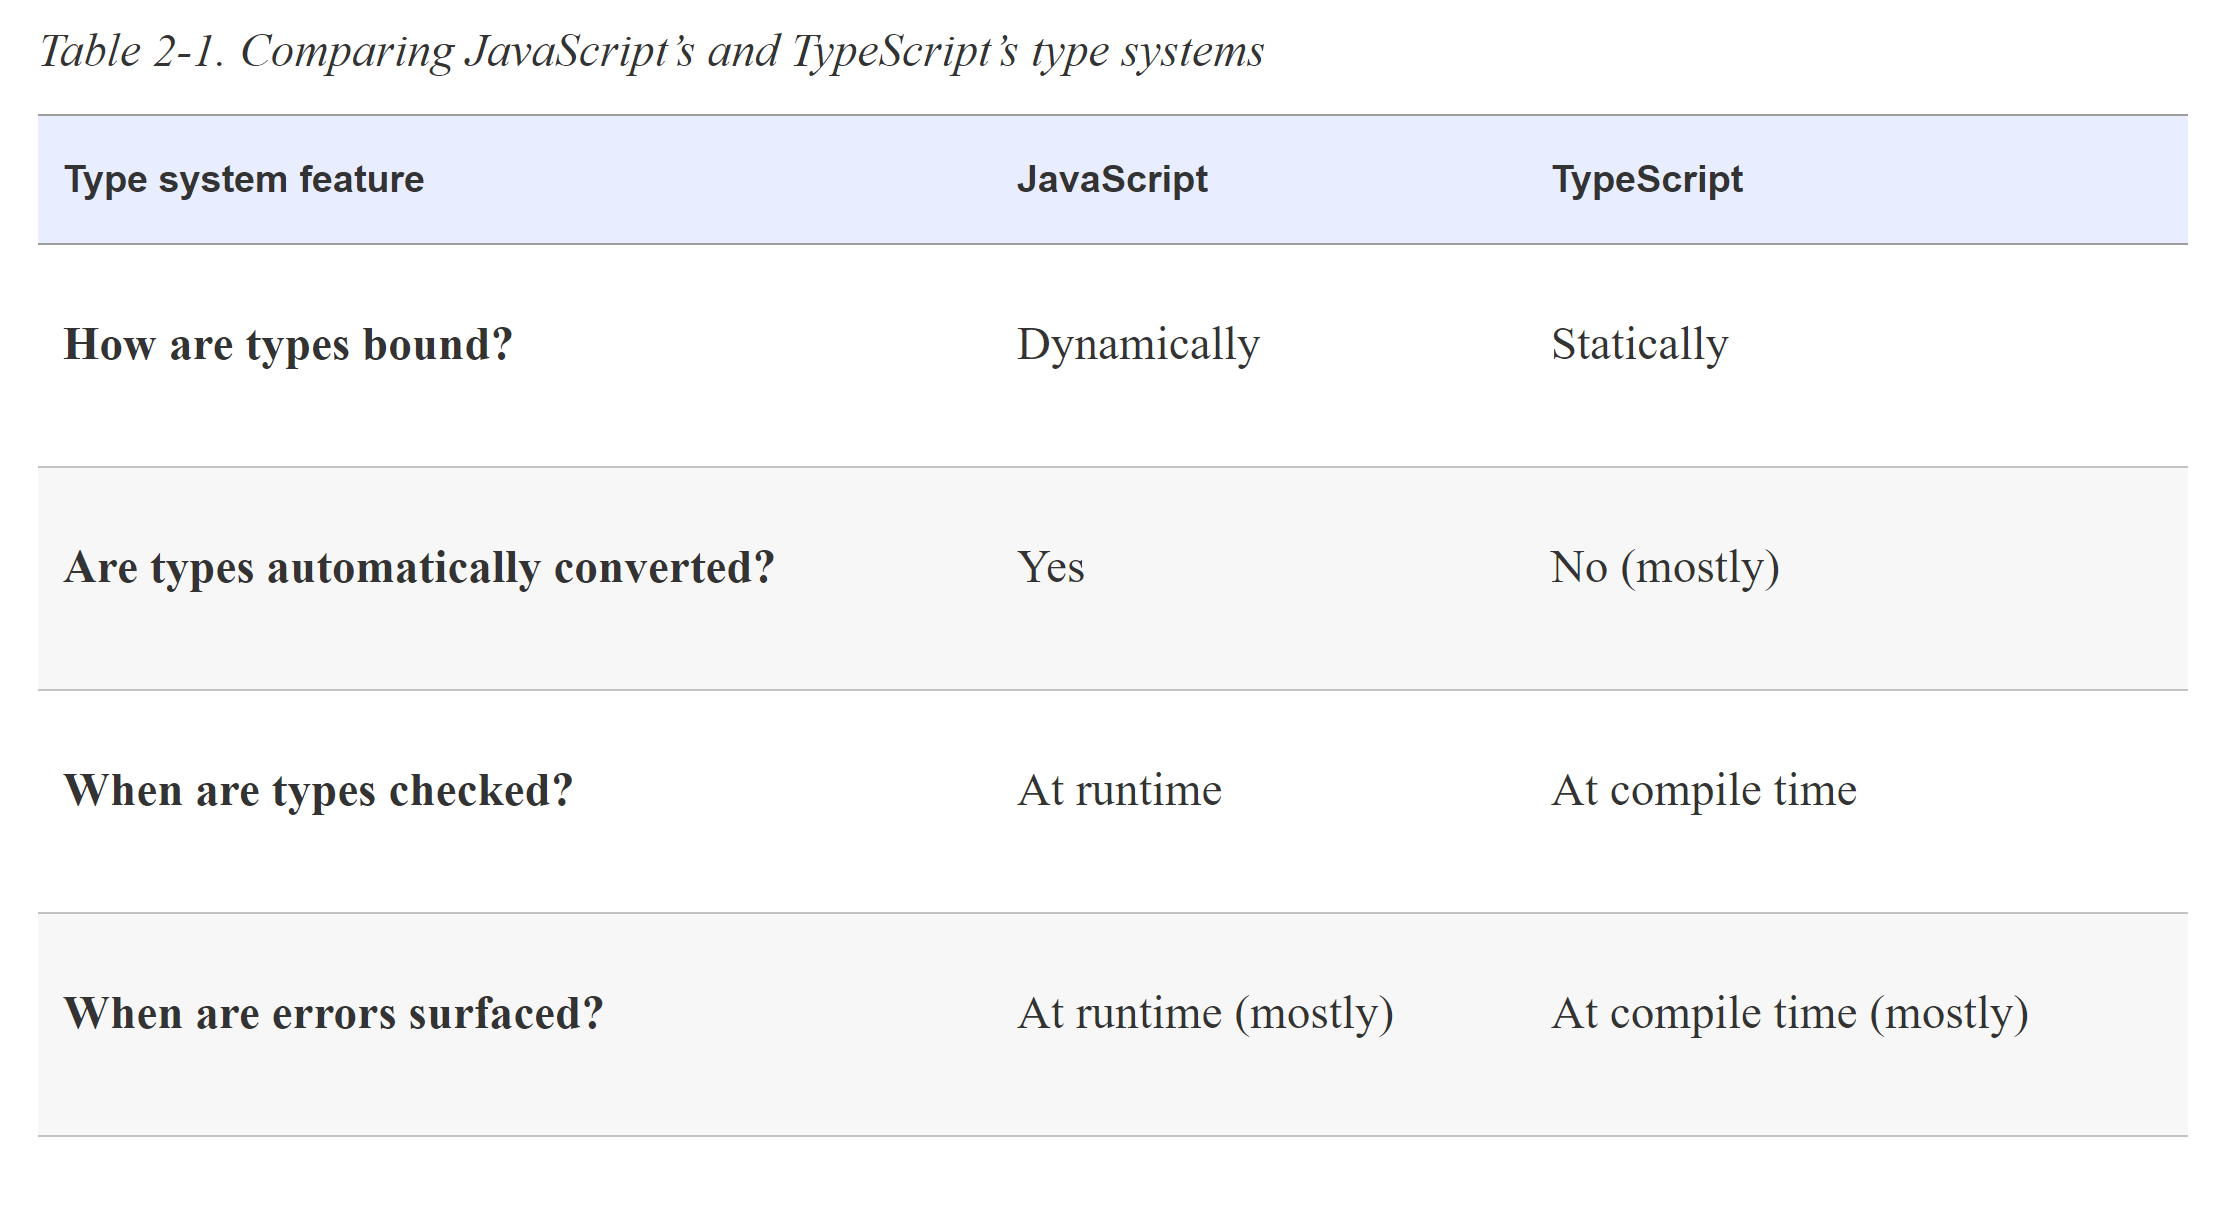 Table 2-1. Comparing JavaScript’s and TypeScript’s type systems
Type system feature JavaScript TypeScript
How are types bound? Dynamically Statically
Are types automatically converted? Yes No (mostly)
When are types checked? At runtime At compile time
When are errors surfaced? At runtime (mostly) At compile time (mostly)